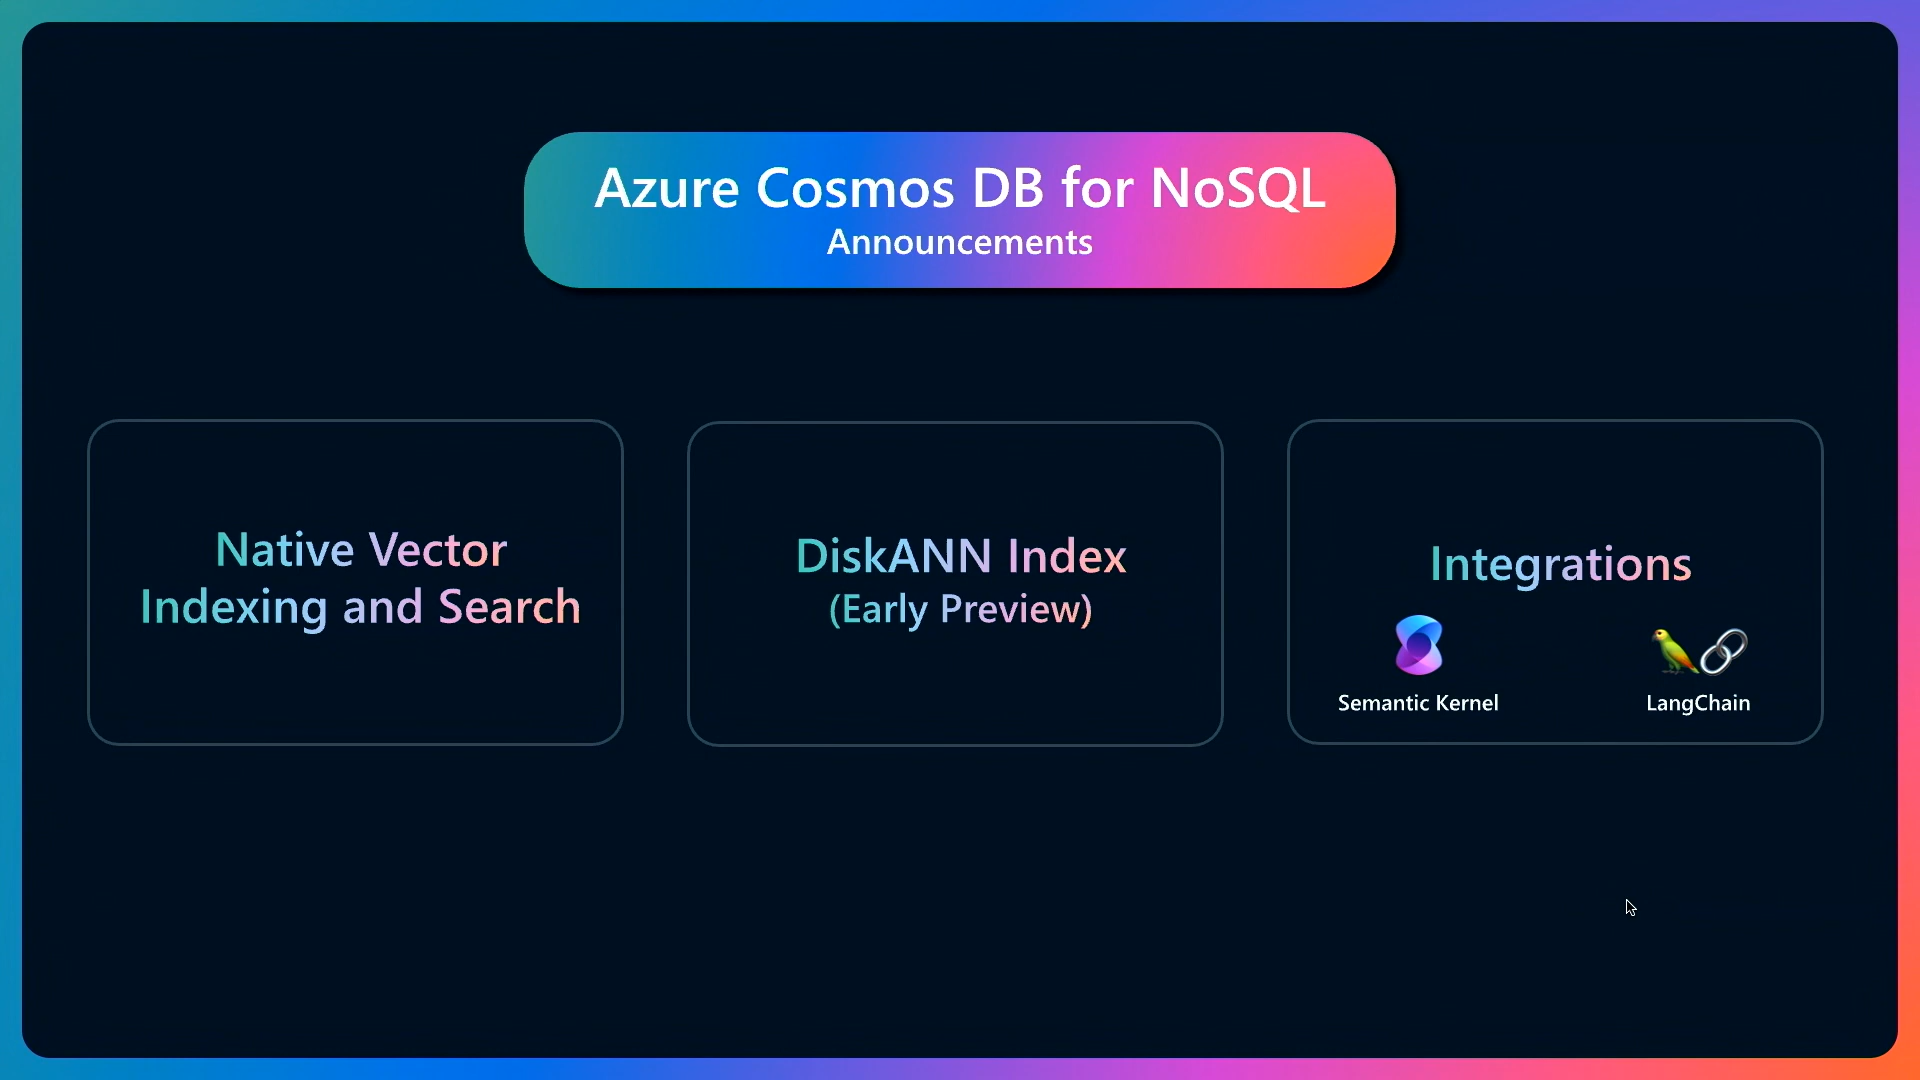 Azure Cosmos DB for NoSQL
Announcements
Native Vector
Indexing and Search
DiskANN Index
(Early Preview)
Integrations
Semantic Kernel
LangChain